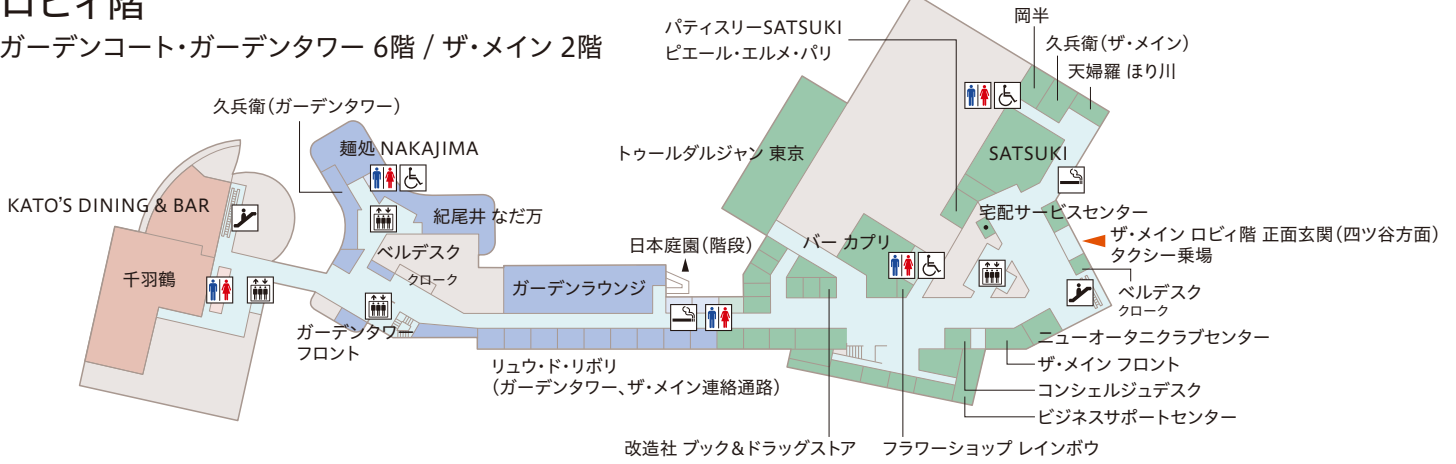 ロビィ階
ガーデンコート・ガーデンタワー 6階 / ザ・メイン 2階
パティスリーSATSUKI
ピエール・エルメ・パリ
岡半
久兵衛(ザ・メイン)
天婦羅 ほり川
久兵衛(ガーデンタワー)
麺処 NAKAJIMA
トゥールダルジャン 東京
SATSUKI
KATO'S DINING & BAR
紀尾井 なだ万
宅配サービスセンター
ベルデスク
クローク
日本庭園(階段)
バー カプリ
ザ・メイン ロビィ階 正面玄関(四ツ谷方面)
タクシー乗場
千羽鶴
ガーデンラウンジ
ベルデスク
クローク
ガーデンタワー
フロント
ニューオータニクラブセンター
リュウ・ド・リボリ
(ガーデンタワー、ザ・メイン連絡通路)
ザ・メイン フロント
コンシェルジュデスク
ビジネスサポートセンター
改造社 ブック&ドラッグストア
フラワーショップ レインボウ